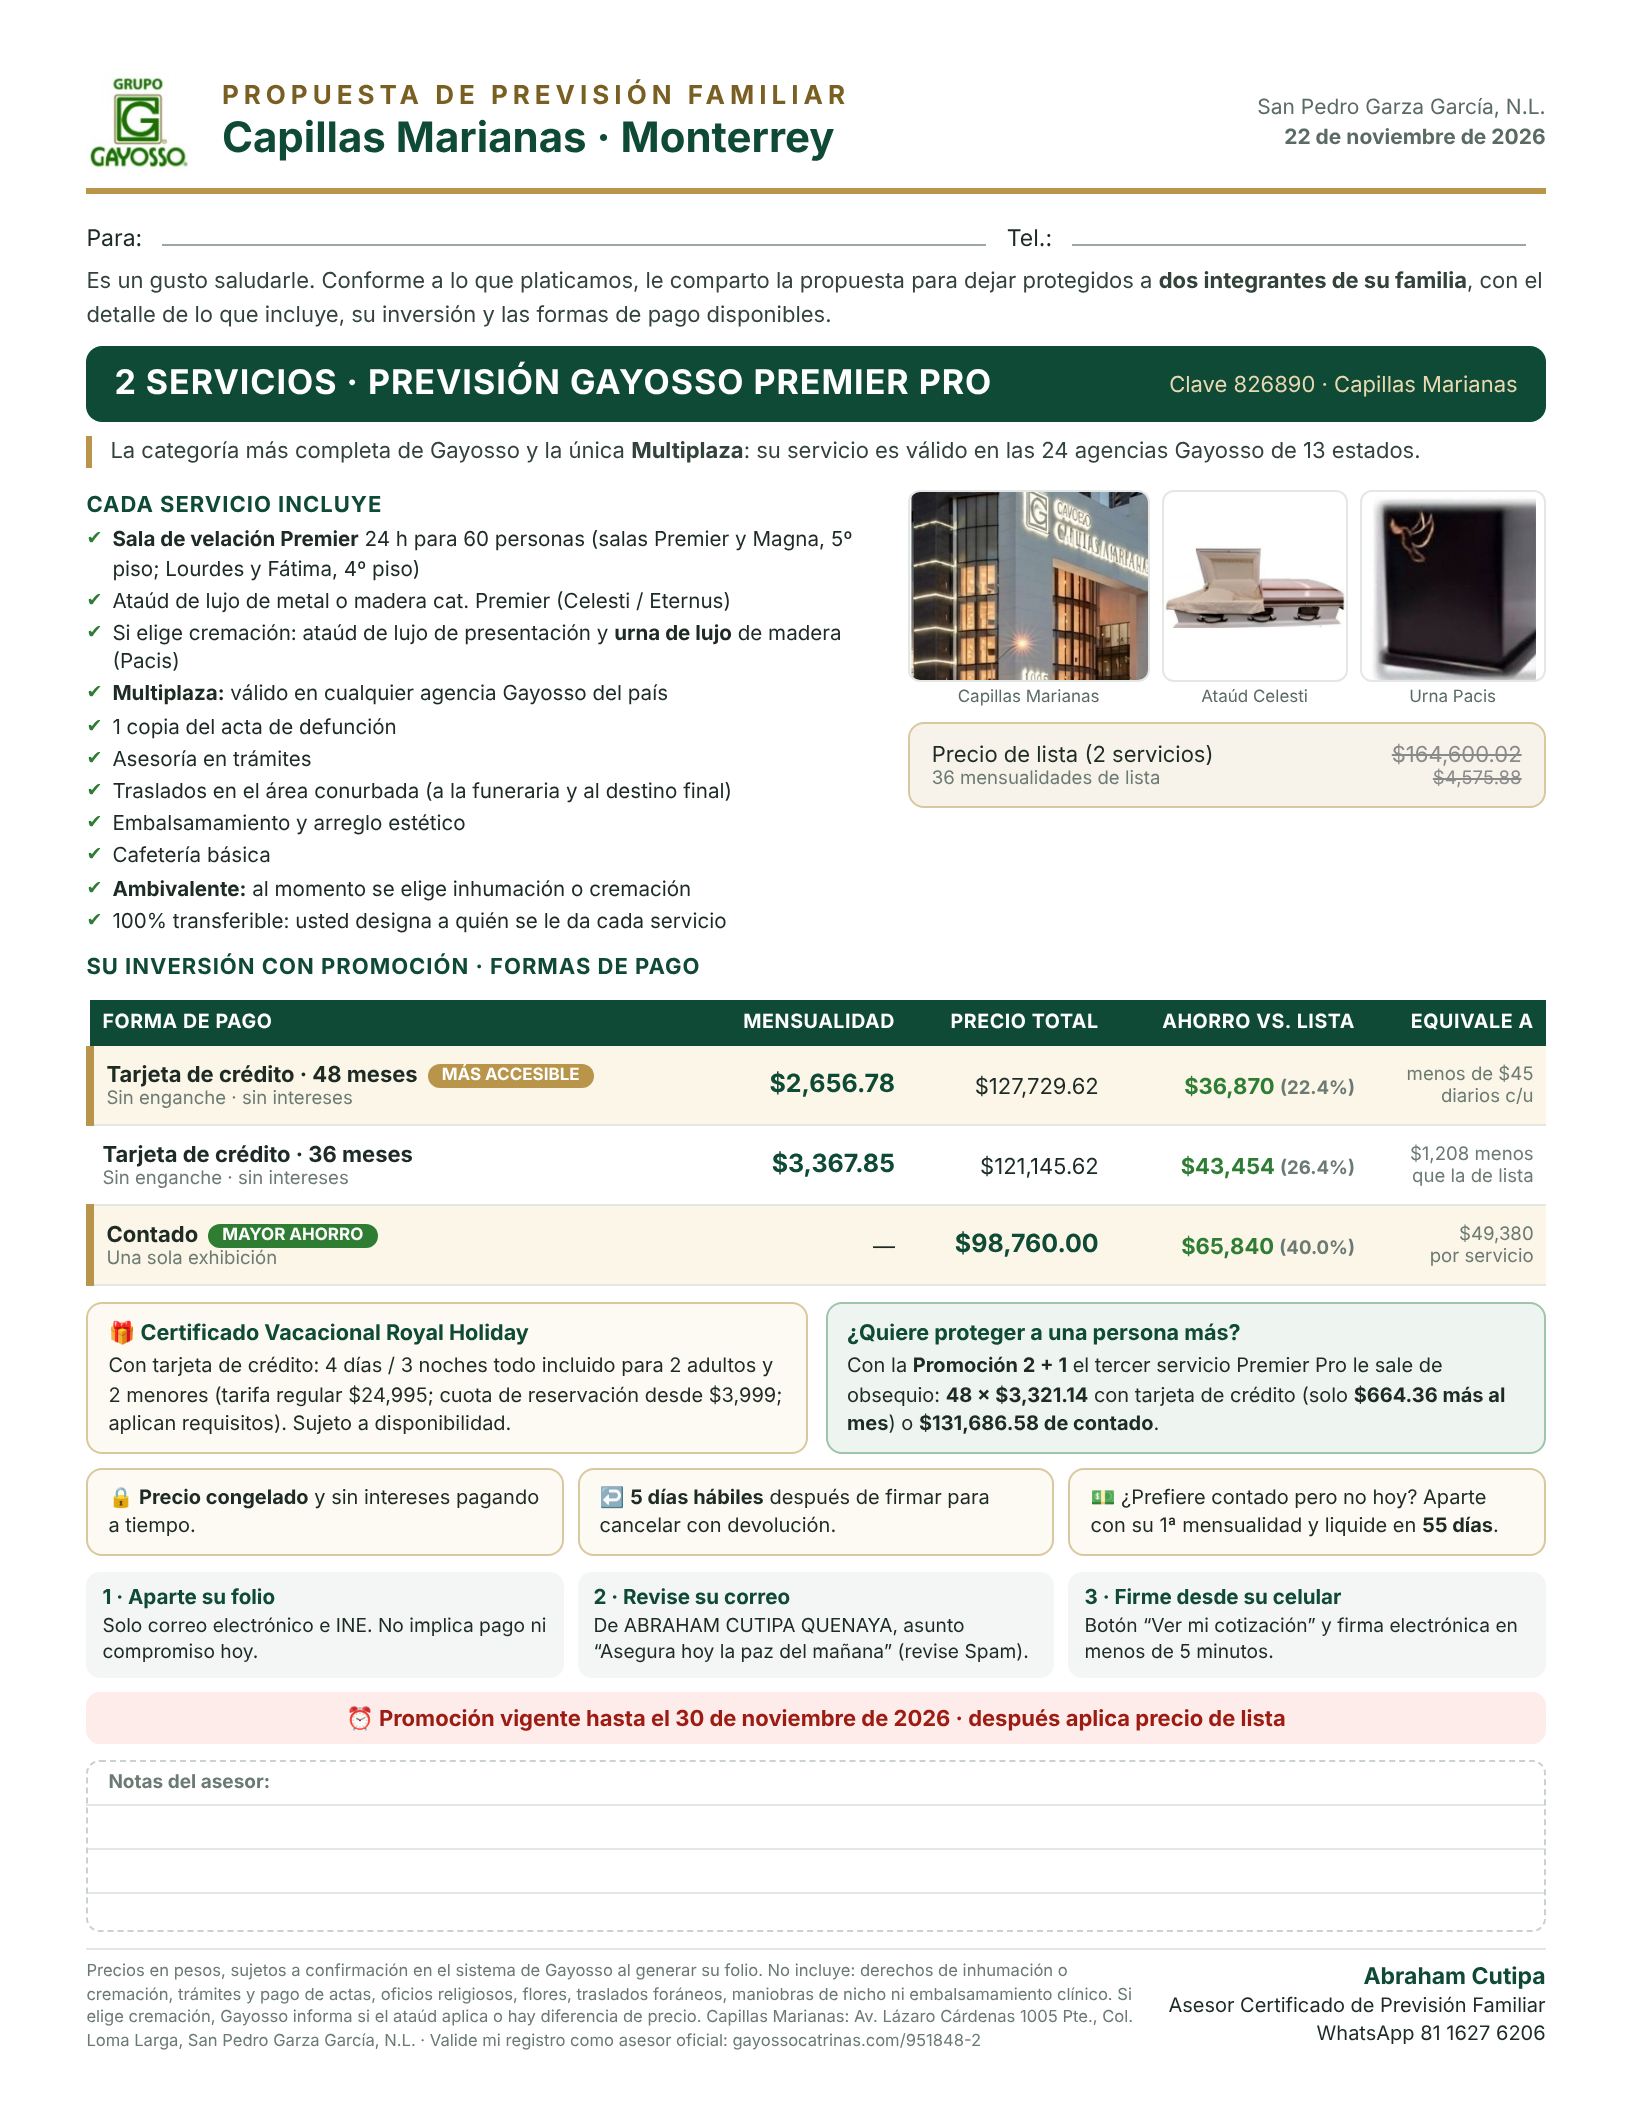 GRUPO
G
GAYOSSO
PROPUESTA DE PREVISIÓN FAMILIAR
Capillas Marianas · Monterrey
San Pedro Garza García, N.L.
22 de noviembre de 2026
Para:
Tel.:
Es un gusto saludarle. Conforme a lo que platicamos, le comparto la propuesta para dejar protegidos a dos integrantes de su familia, con el
detalle de lo que incluye, su inversión y las formas de pago disponibles.
2 SERVICIOS · PREVISIÓN GAYOSSO PREMIER PRO
Clave 826890 · Capillas Marianas
La categoría más completa de Gayosso y la única Multiplaza: su servicio es válido en las 24 agencias Gayosso de 13 estados.
CADA SERVICIO INCLUYE
✔ Sala de velación Premier 24 h para 60 personas (salas Premier y Magna, 5º
piso; Lourdes y Fátima, 4º piso)
✔ Ataúd de lujo de metal o madera cat. Premier (Celesti / Eternus)
✔ Si elige cremación: ataúd de lujo de presentación y urna de lujo de madera
(Pacis)
✔ Multiplaza: válido en cualquier agencia Gayosso del país
✔ 1 copia del acta de defunción
✔ Asesoría en trámites
✔ Traslados en el área conurbada (a la funeraria y al destino final)
✔ Embalsamamiento y arreglo estético
✔ Cafetería básica
✔ Ambivalente: al momento se elige inhumación o cremación
✔ 100% transferible: usted designa a quién se le da cada servicio
GAYOSSO
CAPILLAS MARIANAS
1005
Capillas Marianas
Ataúd Celesti
Urna Pacis
Precio de lista (2 servicios) $164,600.02
36 mensualidades de lista $4,575.88
SU INVERSIÓN CON PROMOCIÓN · FORMAS DE PAGO
FORMA DE PAGO MENSUALIDAD PRECIO TOTAL AHORRO VS. LISTA EQUIVALE A
Tarjeta de crédito · 48 meses MÁS ACCESIBLE $2,656.78 $127,729.62 $36,870 (22.4%) menos de $45
Sin enganche · sin intereses diarios c/u
Tarjeta de crédito · 36 meses $3,367.85 $121,145.62 $43,454 (26.4%) $1,208 menos
Sin enganche · sin intereses que la de lista
Contado MAYOR AHORRO — $98,760.00 $65,840 (40.0%) $49,380
Una sola exhibición por servicio
🎁 Certificado Vacacional Royal Holiday
Con tarjeta de crédito: 4 días / 3 noches todo incluido para 2 adultos y
2 menores (tarifa regular $24,995; cuota de reservación desde $3,999;
aplican requisitos). Sujeto a disponibilidad.
¿Quiere proteger a una persona más?
Con la Promoción 2 + 1 el tercer servicio Premier Pro le sale de
obsequio: 48 × $3,321.14 con tarjeta de crédito (solo $664.36 más al
mes) o $131,686.58 de contado.
🔒 Precio congelado y sin intereses pagando
a tiempo.
↩️ 5 días hábiles después de firmar para
cancelar con devolución.
💵 ¿Prefiere contado pero no hoy? Aparte
con su 1ª mensualidad y liquide en 55 días.
1 · Aparte su folio
Solo correo electrónico e INE. No implica pago ni
compromiso hoy.
2 · Revise su correo
De ABRAHAM CUTIPA QUENAYA, asunto
“Asegura hoy la paz del mañana” (revise Spam).
3 · Firme desde su celular
Botón “Ver mi cotización” y firma electrónica en
menos de 5 minutos.
⏰ Promoción vigente hasta el 30 de noviembre de 2026 · después aplica precio de lista
Notas del asesor:
Precios en pesos, sujetos a confirmación en el sistema de Gayosso al generar su folio. No incluye: derechos de inhumación o
cremación, trámites y pago de actas, oficios religiosos, flores, traslados foráneos, maniobras de nicho ni embalsamamiento clínico. Si
elige cremación, Gayosso informa si el ataúd aplica o hay diferencia de precio. Capillas Marianas: Av. Lázaro Cárdenas 1005 Pte., Col.
Loma Larga, San Pedro Garza García, N.L. · Valide mi registro como asesor oficial: gayossocatrinas.com/951848-2
Abraham Cutipa
Asesor Certificado de Previsión Familiar
WhatsApp 81 1627 6206